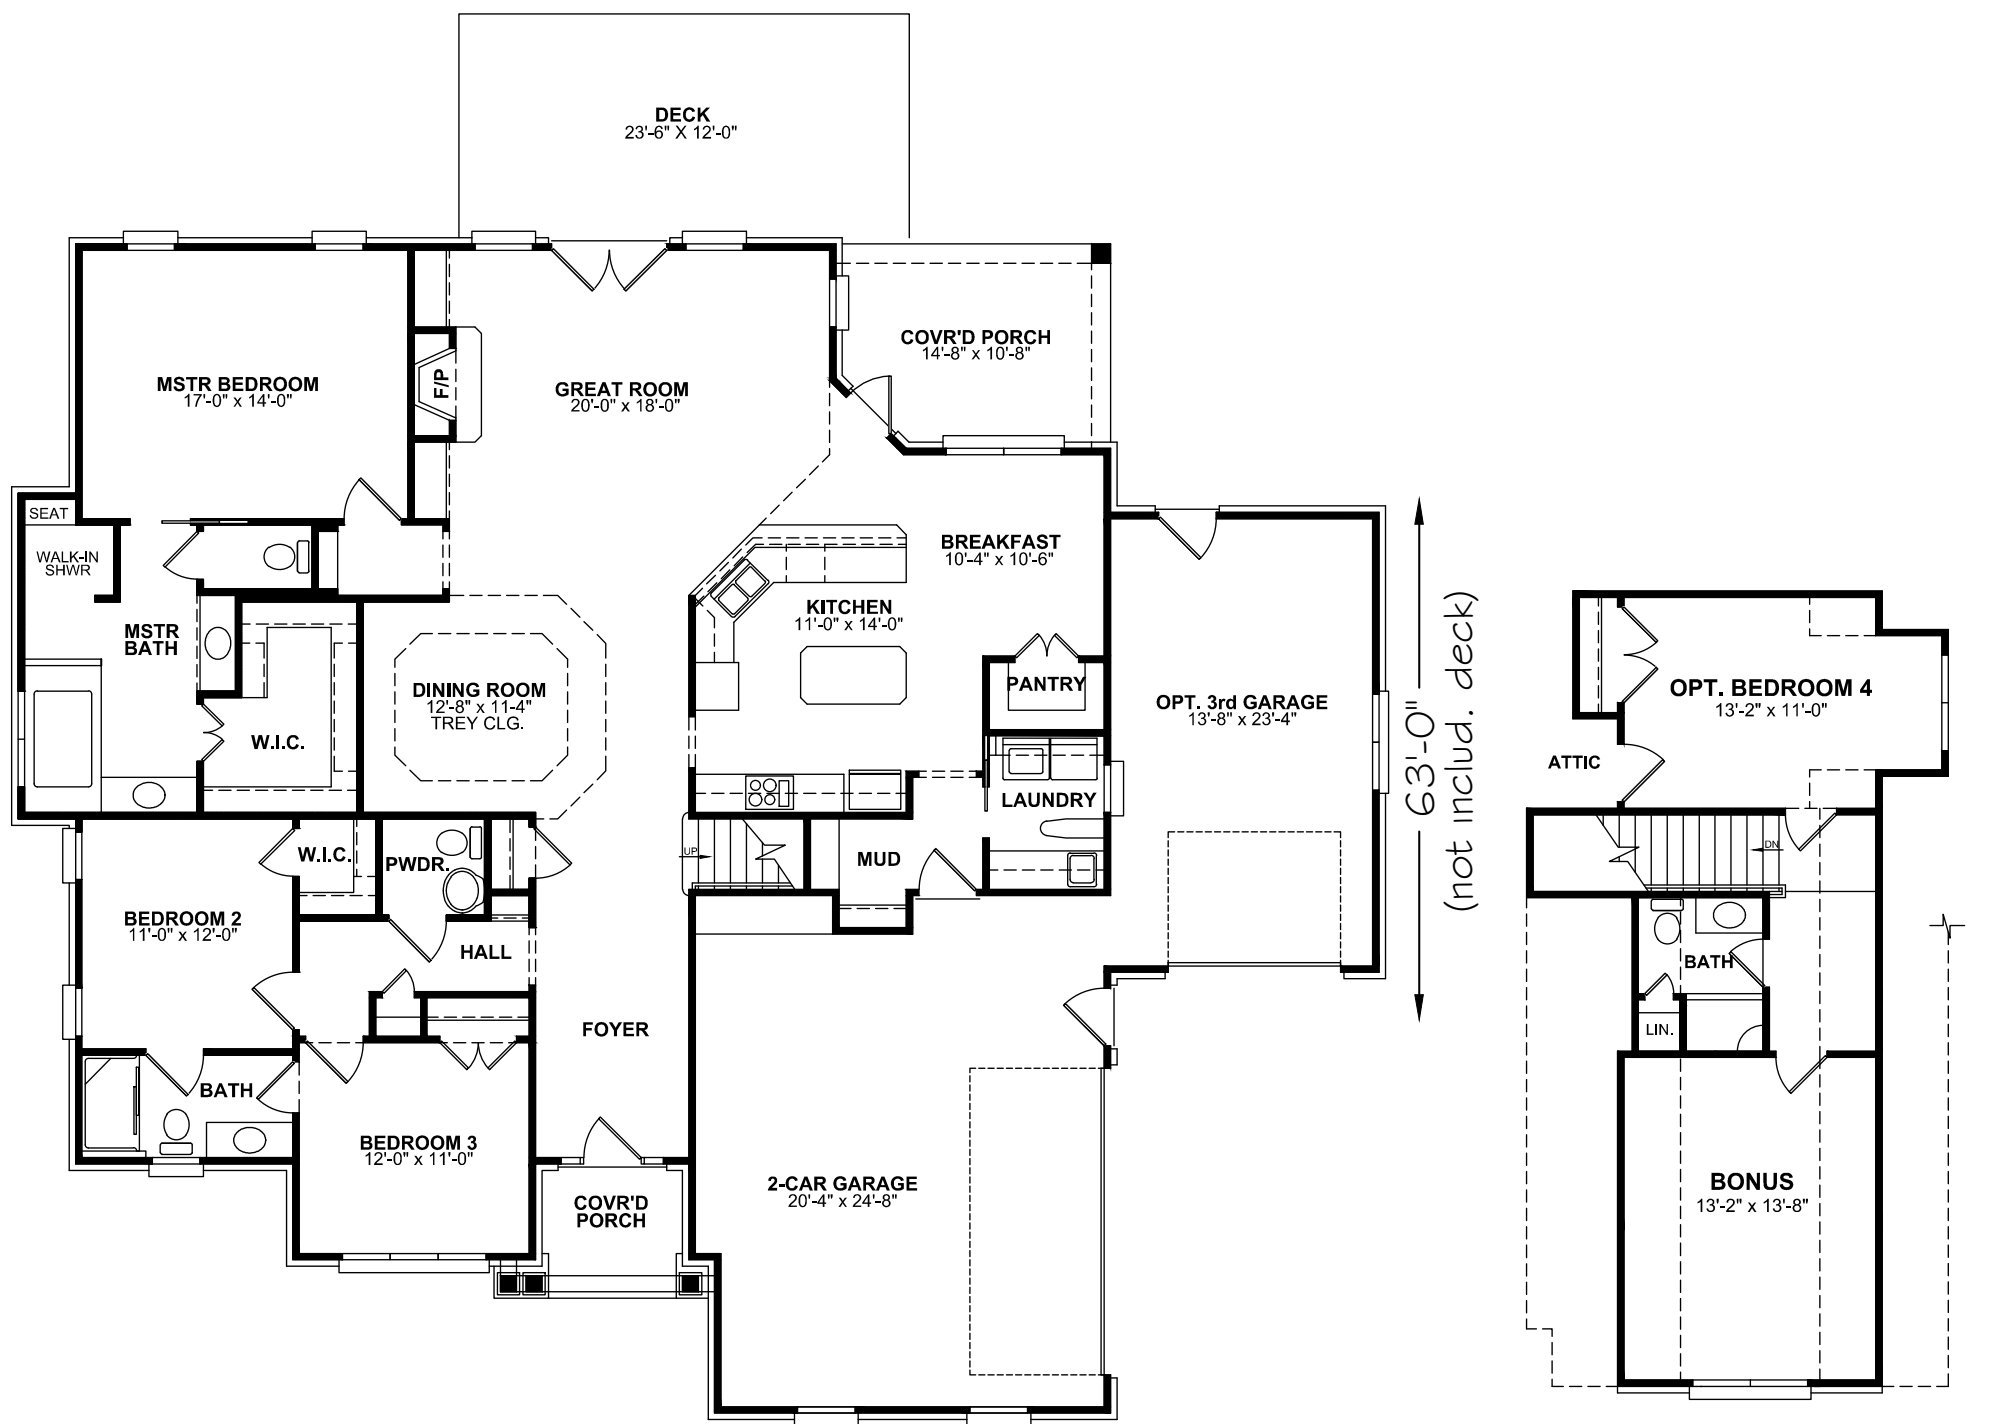 DECK
23'-6" X 12'-0"
COVR'D PORCH
14'-8" x 10'-8"
MSTR BEDROOM
17'-0" x 14'-0"
F/P
GREAT ROOM
20'-0" x 18'-0"
SEAT
WALK-IN
SHWR
BREAKFAST
10'-4" x 10'-6"
KITCHEN
11'-0" x 14'-0"
MSTR
BATH
DINING ROOM
12'-8" x 11-4"
TREY CLG.
PANTRY
OPT. 3rd GARAGE
13'-8" x 23'-4"
W.I.C.
LAUNDRY
63'-0"
(not includ. deck)
UP
MUD
W.I.C.
PWDR.
BEDROOM 2
11'-0" x 12'-0"
HALL
FOYER
BATH
BEDROOM 3
12'-0" x 11'-0"
2-CAR GARAGE
20'-4" x 24'-8"
COVR'D
PORCH
OPT. BEDROOM 4
13'-2" x 11'-0"
ATTIC
DN
BATH
LIN.
BONUS
13'-2" x 13'-8"